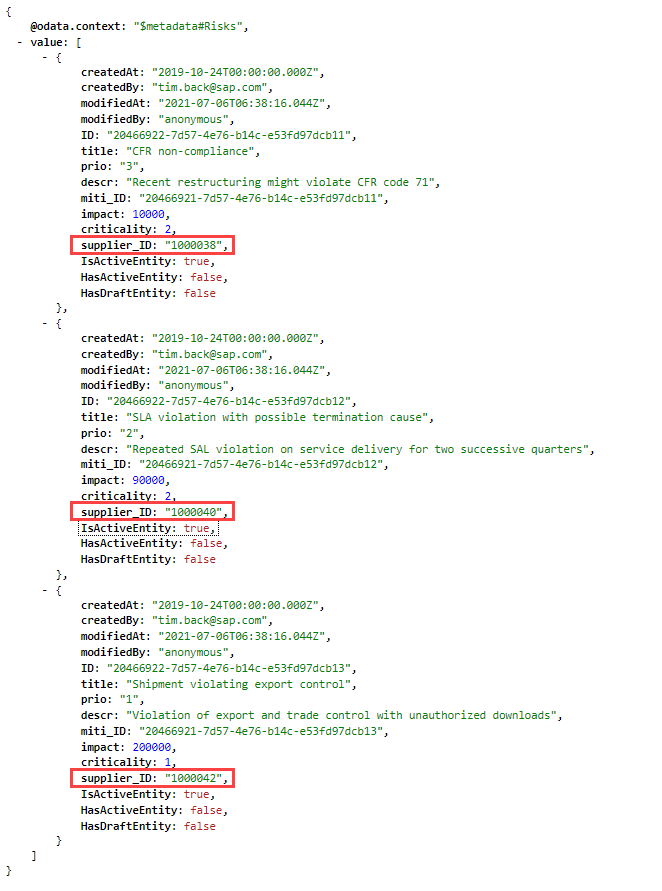 {
@odata.context: "$metadata#Risks",
- value: [
- {
createdAt: "2019-10-24T00:00:00.000Z",
createdBy: "tim.back@sap.com",
modifiedAt: "2021-07-06T06:38:16.044Z",
modifiedBy: "anonymous",
ID: "20466922-7d57-4e76-b14c-e53fd97dcb11",
title: "CFR non-compliance",
prio: "3",
descr: "Recent restructuring might violate CFR code 71",
miti_ID: "20466921-7d57-4e76-b14c-e53fd97dcb11",
impact: 10000,
criticality: 2,
supplier_ID: "1000038",
IsActiveEntity: true,
HasActiveEntity: false,
HasDraftEntity: false
},
- {
createdAt: "2019-10-24T00:00:00.000Z",
createdBy: "tim.back@sap.com",
modifiedAt: "2021-07-06T06:38:16.044Z",
modifiedBy: "anonymous",
ID: "20466922-7d57-4e76-b14c-e53fd97dcb12",
title: "SLA violation with possible termination cause",
prio: "2",
descr: "Repeated SAL violation on service delivery for two successive quarters",
miti_ID: "20466921-7d57-4e76-b14c-e53fd97dcb12",
impact: 90000,
criticality: 2,
supplier_ID: "1000040",
IsActiveEntity: true,
HasActiveEntity: false,
HasDraftEntity: false
},
- {
createdAt: "2019-10-24T00:00:00.000Z",
createdBy: "tim.back@sap.com",
modifiedAt: "2021-07-06T06:38:16.044Z",
modifiedBy: "anonymous",
ID: "20466922-7d57-4e76-b14c-e53fd97dcb13",
title: "Shipment violating export control",
prio: "1",
descr: "Violation of export and trade control with unauthorized downloads",
miti_ID: "20466921-7d57-4e76-b14c-e53fd97dcb13",
impact: 200000,
criticality: 1,
supplier_ID: "1000042",
IsActiveEntity: true,
HasActiveEntity: false,
HasDraftEntity: false
}
]
}